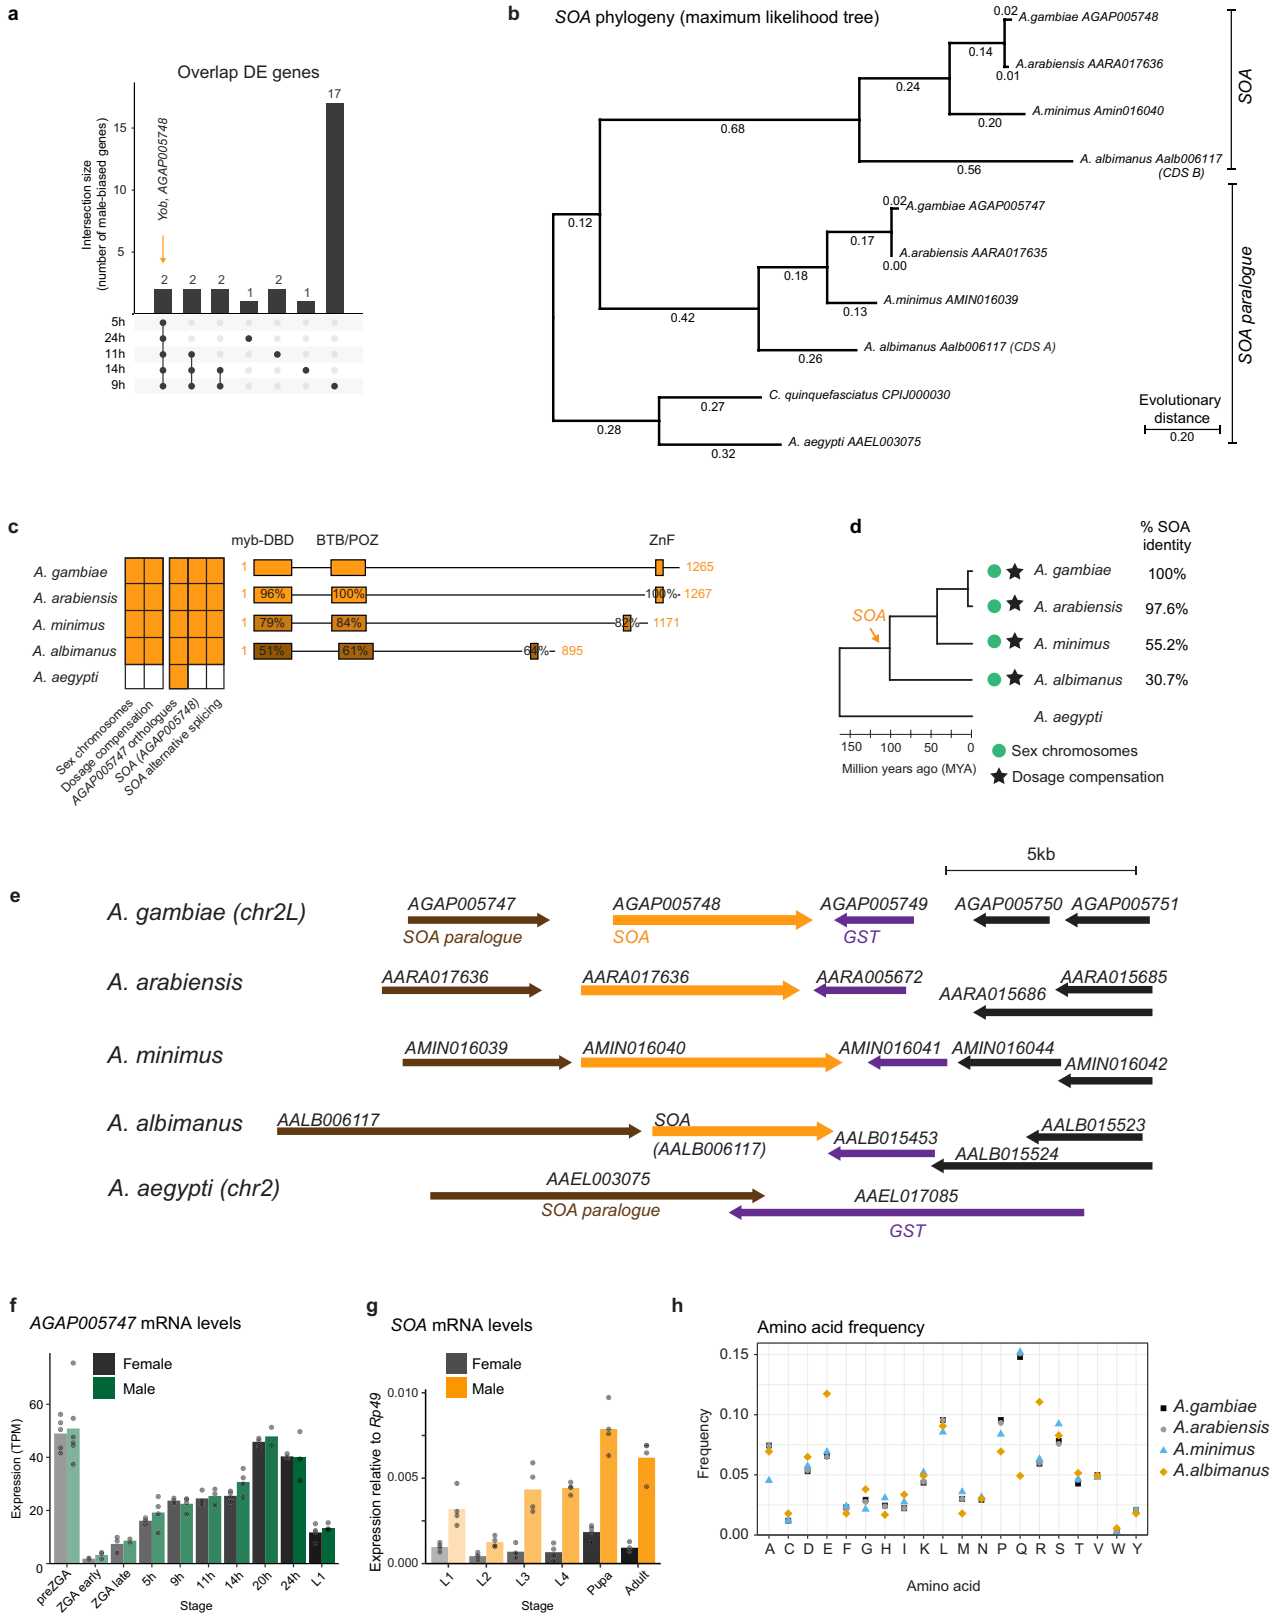 a
Overlap DE genes
Intersection size
(number of male-biased genes)
15
10
5
Yob, AGAP005748
2
2
2
1
2
1
17
5h
24h
11h
14h
9h
b
SOA phylogeny (maximum likelihood tree)
0.02
A.gambiae AGAP005748
0.14
A.arabiensis AARA017636
0.01
0.24
A.minimus Amin016040
0.20
0.68
A. albimanus Aalb006117
(CDS B)
0.56
SOA
0.02
A.gambiae AGAP005747
0.12
0.17
A.arabiensis AARA017635
0.00
0.18
A.minimus AMIN016039
0.13
0.42
A. albimanus Aalb006117 (CDS A)
0.26
C. quinquefasciatus CPIJ000030
0.27
0.28
A. aegypti AAEL003075
0.32
SOA paralogue
Evolutionary
distance
0.20
c
myb-DBD
BTB/POZ
ZnF
A. gambiae
1
1265
A. arabiensis
1
96%
100%
100%
1267
A. minimus
1
79%
84%
82%
1171
A. albimanus
1
51%
61%
64%
895
A. aegypti
Sex chromosomes
Dosage compensation
AGAP005747 orthologues
SOA (AGAP005748)
SOA alternative splicing
d
% SOA
identity
SOA
A. gambiae
100%
A. arabiensis
97.6%
A. minimus
55.2%
A. albimanus
30.7%
A. aegypti
150
100
50
0
Million years ago (MYA)
Sex chromosomes
Dosage compensation
e
5kb
A. gambiae (chr2L)
AGAP005747
SOA paralogue
AGAP005748
SOA
AGAP005749
GST
AGAP005750
AGAP005751
A. arabiensis
AARA017636
AARA017636
AARA005672
AARA015686
AARA015685
A. minimus
AMIN016039
AMIN016040
AMIN016041
AMIN016044
AMIN016042
A. albimanus
AALB006117
SOA
(AALB006117)
AALB015453
AALB015524
AALB015523
A. aegypti (chr2)
AAEL003075
SOA paralogue
AAEL017085
GST
f
AGAP005747 mRNA levels
Female
Male
Expression (TPM)
60
40
20
0
preZGA
ZGA early
ZGA late
5h
9h
11h
14h
20h
24h
L1
Stage
g
SOA mRNA levels
Female
Male
Expression relative to Rp49
0.010
0.005
0.000
L1
L2
L3
L4
Pupa
Adult
Stage
h
Amino acid frequency
Frequency
0.15
0.10
0.05
0.00
A C D E F G H I K L M N P Q R S T V W Y
Amino acid
A.gambiae
A.arabiensis
A.minimus
A.albimanus